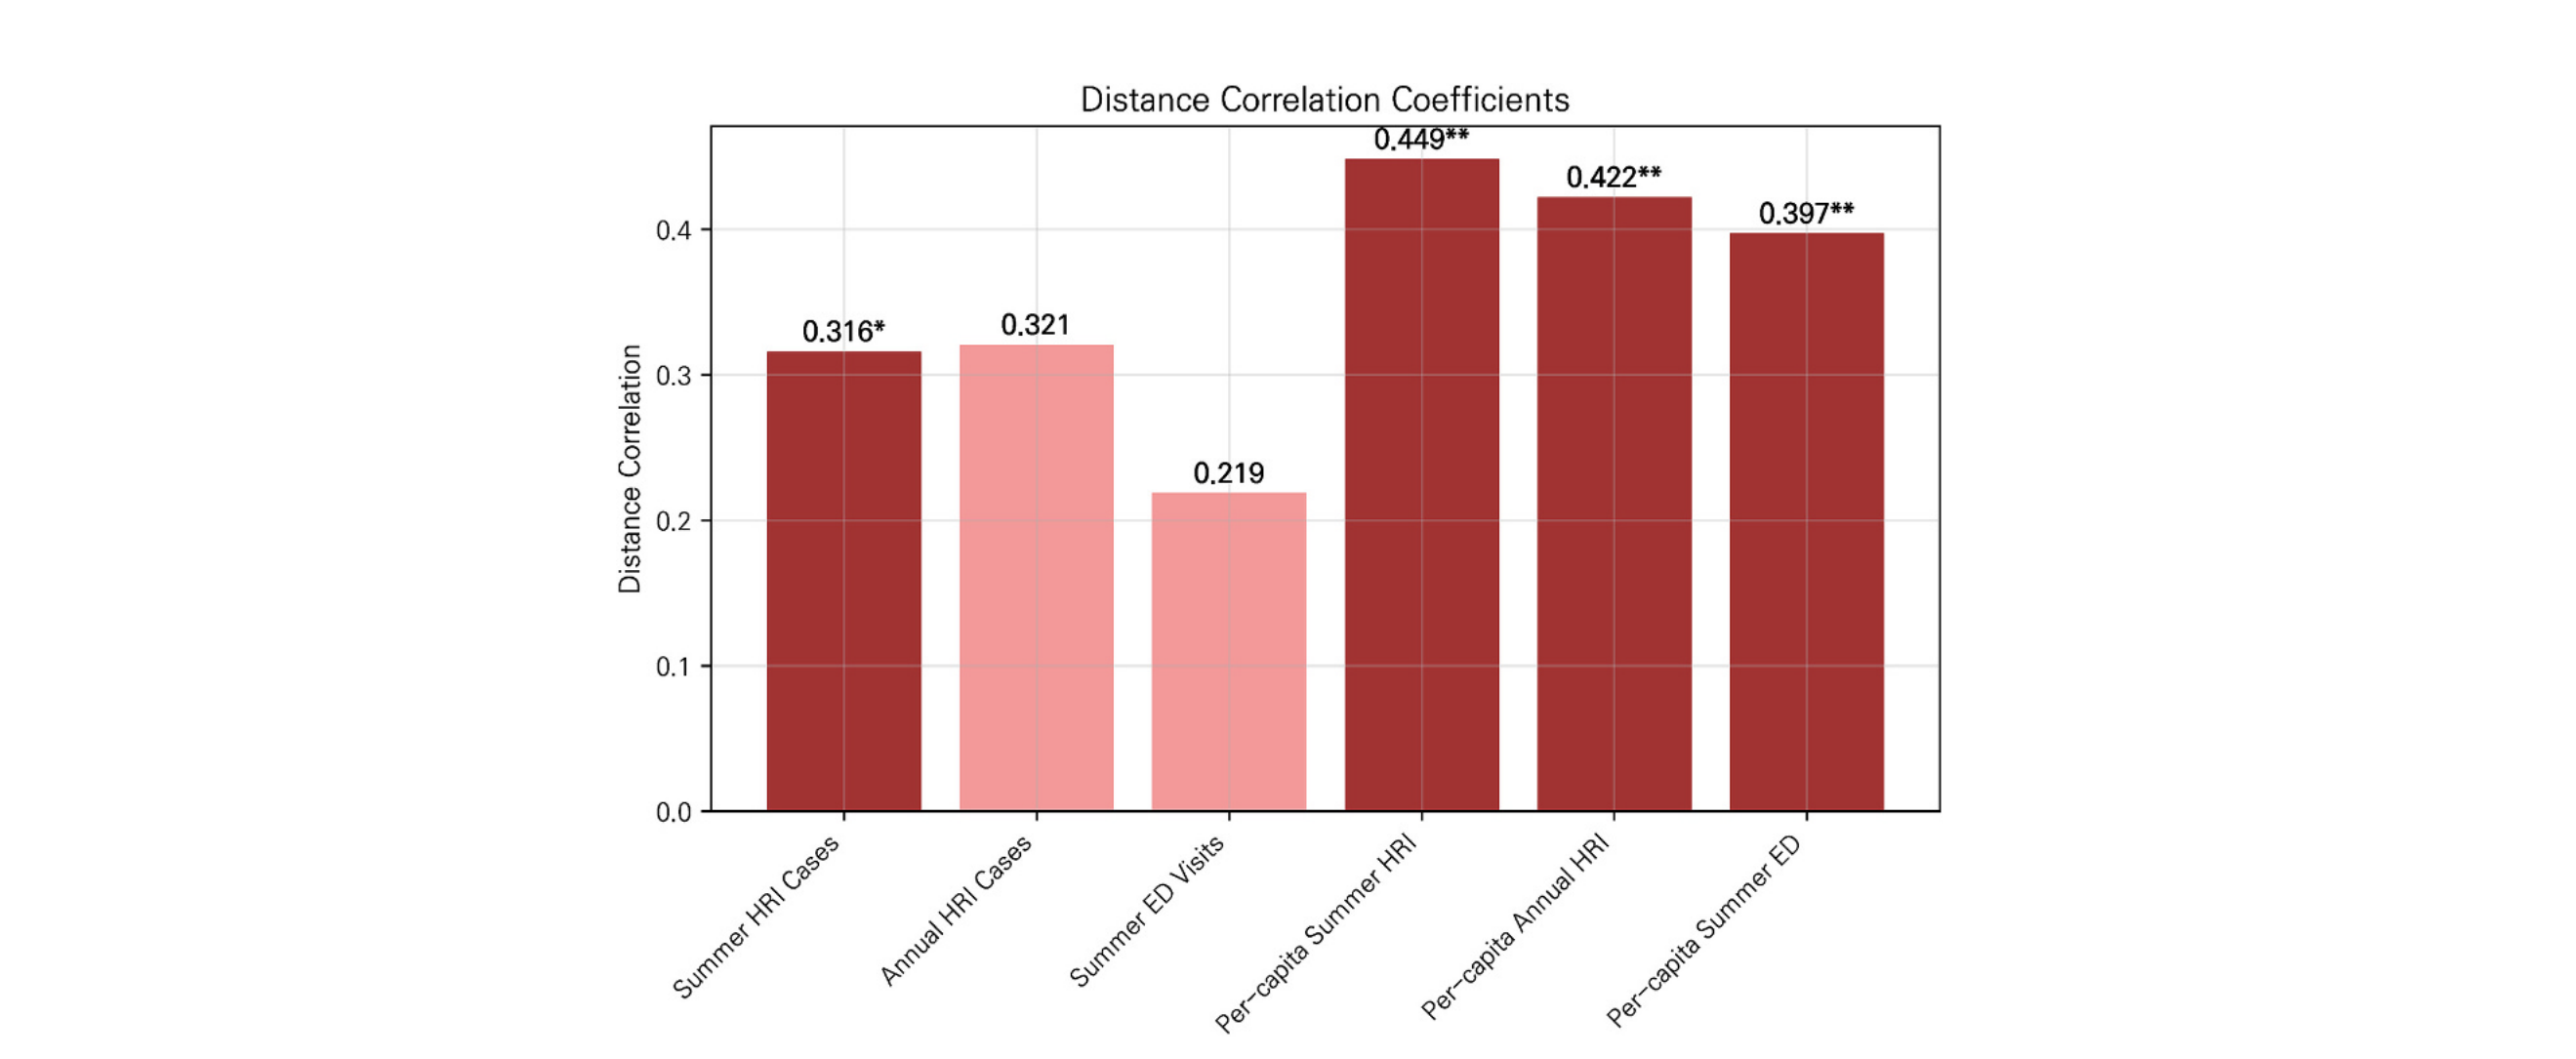 Distance Correlation Coefficients
0.449**
0.422**
0.397**
0.316*
0.321
0.219
Distance Correlation
0.4
0.3
0.2
0.1
0.0
Summer HRI Cases
Annual HRI Cases
Summer ED Visits
Per-capita Summer HRI
Per-capita Annual HRI
Per-capita Summer ED